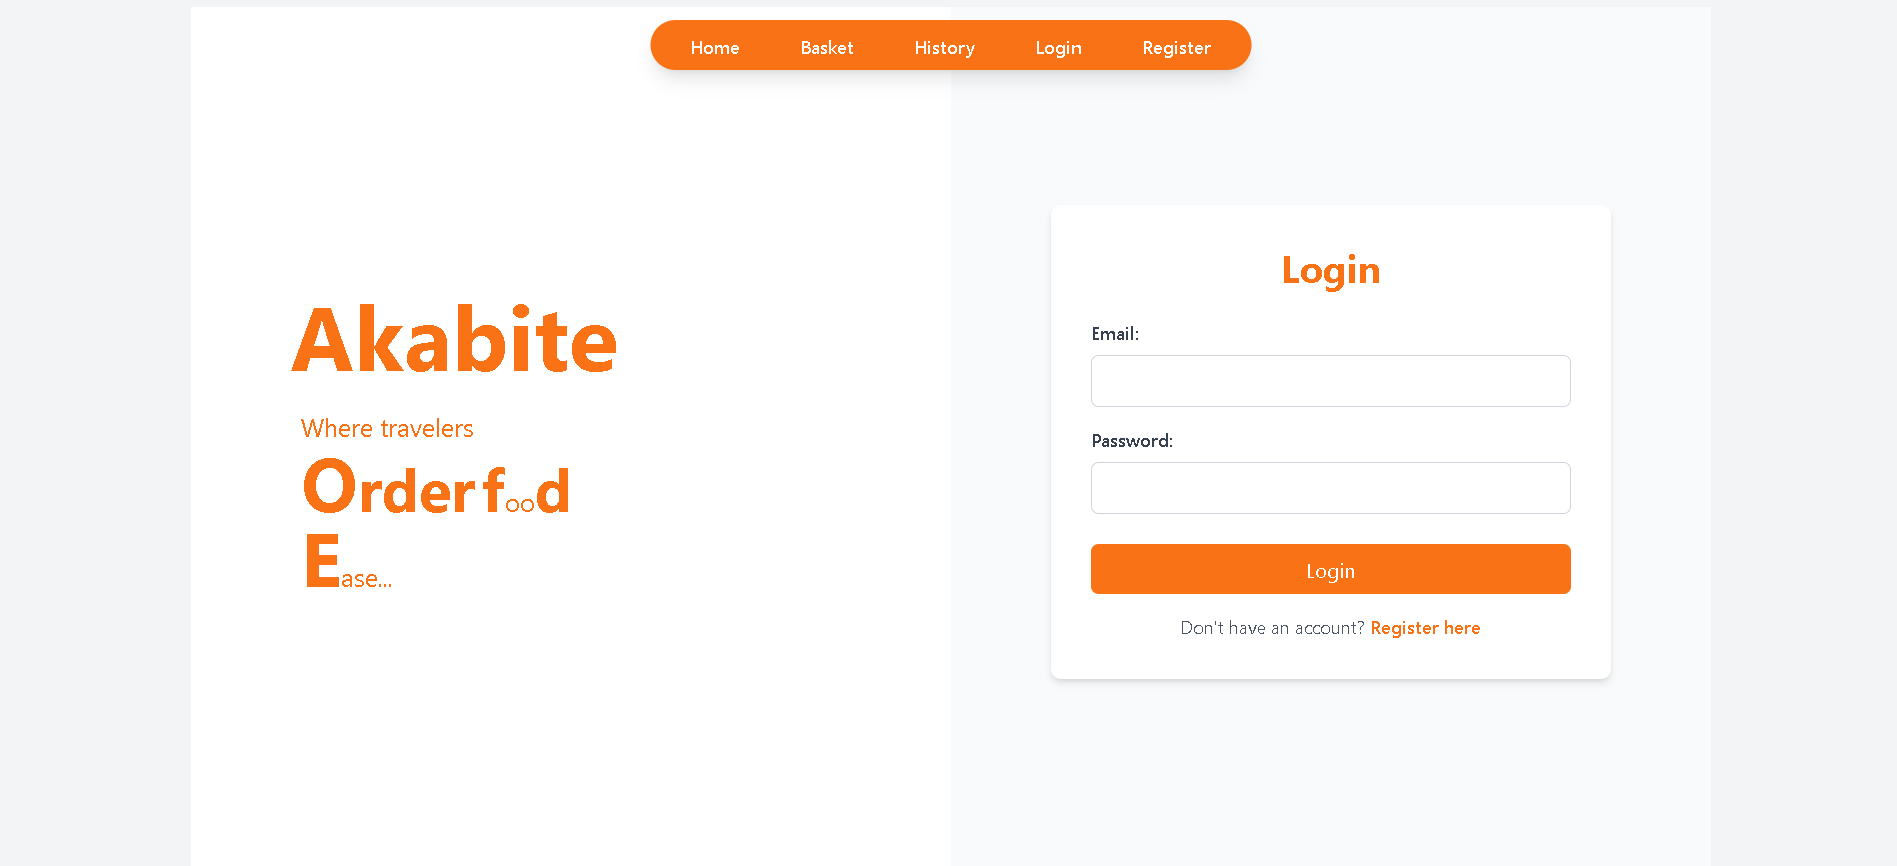 Home Basket History Login Register
Akabite
Where travelers
Order food
Ease...
Login
Email:
Password:
Login
Don't have an account? Register here